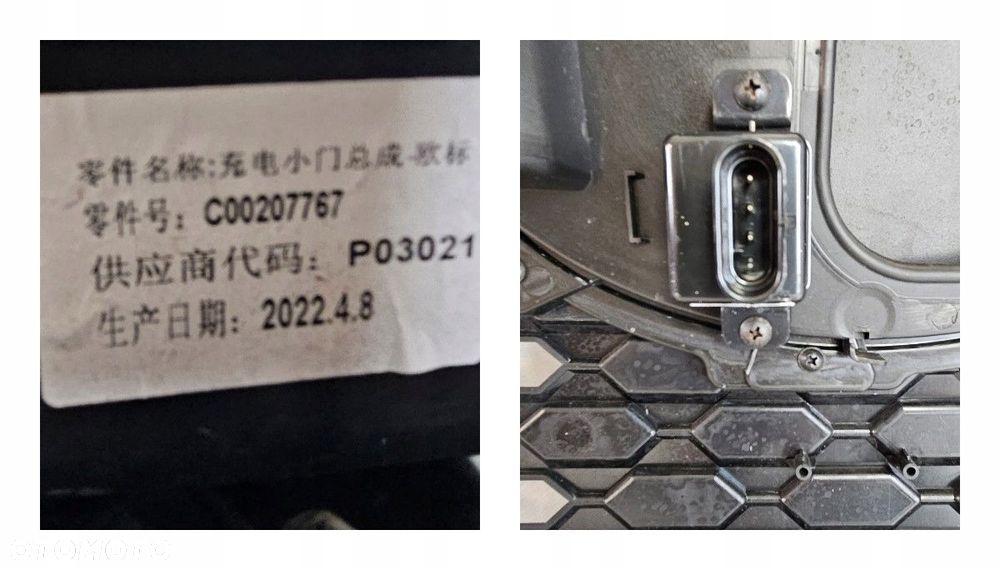 零件名称:充电小门总成-欧标
零件号: C00207767
供应商代码: P03021
生产日期: 2022.4.8
OTOMOTO